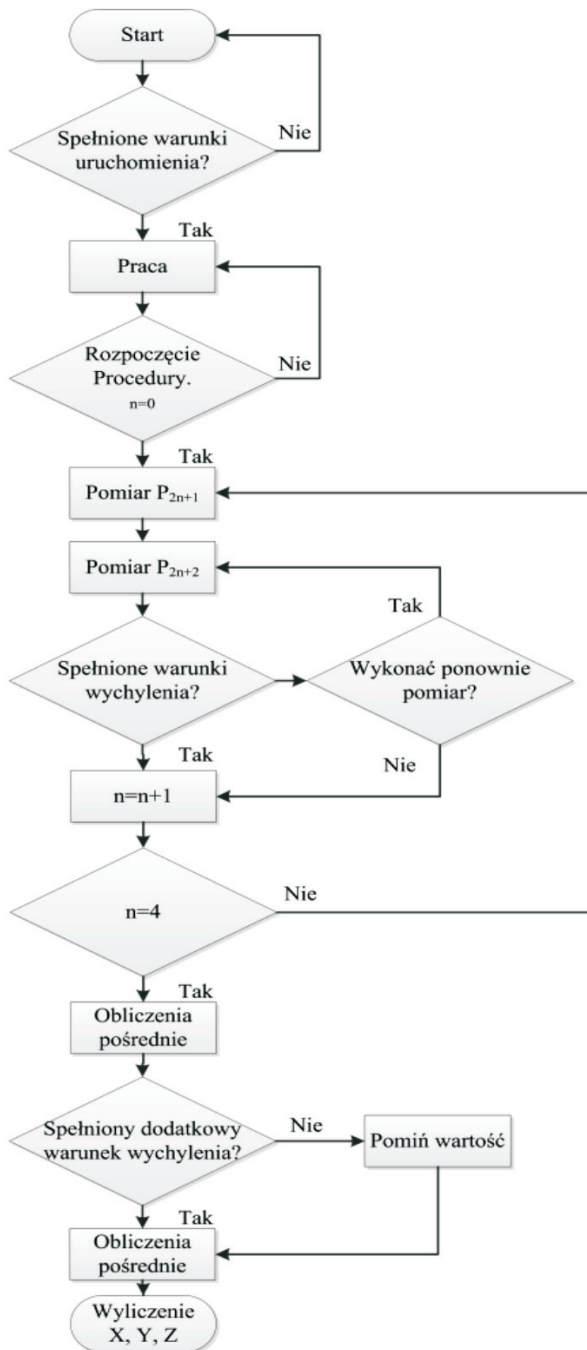 Start
Spełnione warunki
uruchomienia?
Nie
Tak
Praca
Rozpoczęcie
Procedury.
n=0
Nie
Tak
Pomiar P2n+1
Pomiar P2n+2
Tak
Spełnione warunki
wychylenia?
Wykonać ponownie
pomiar?
Tak
Nie
n=n+1
n=4
Nie
Tak
Obliczenia
pośrednie
Spełniony dodatkowy
warunek wychylenia?
Nie
Pomiń wartość
Tak
Obliczenia
pośrednie
Wyliczenie
X, Y, Z